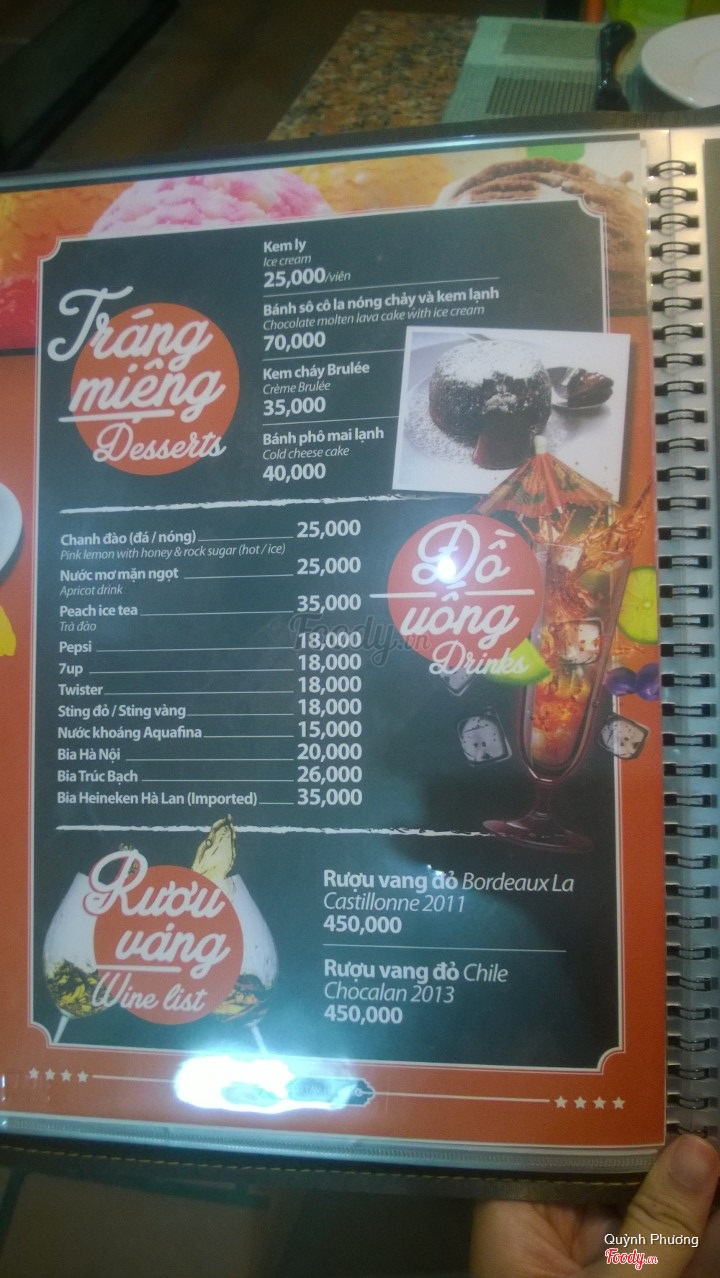 Tráng
miệng
Desserts
Kem ly
Ice cream
25,000/viên
Bánh sô cô la nóng chảy và kem lạnh
Chocolate molten lava cake with ice cream
70,000
Kem cháy Brulée
Crème Brulée
35,000
Bánh phô mai lạnh
Cold cheese cake
40,000
Đồ
uống
Drinks
Chanh đào (đá / nóng) 25,000
Pink lemon with honey & rock sugar (hot / ice)
Nước mơ mặn ngọt 25,000
Apricot drink
Peach ice tea 35,000
Trà đào
Pepsi 18,000
7up 18,000
Twister 18,000
Sting đỏ / Sting vàng 18,000
Nước khoáng Aquafina 15,000
Bia Hà Nội 20,000
Bia Trúc Bạch 26,000
Bia Heineken Hà Lan (Imported) 35,000
Foody.vn
Rượu
vang
Wine list
Rượu vang đỏ Bordeaux La
Castillonne 2011
450,000
Rượu vang đỏ Chile
Chocalan 2013
450,000
Quỳnh Phương
Foody.vn